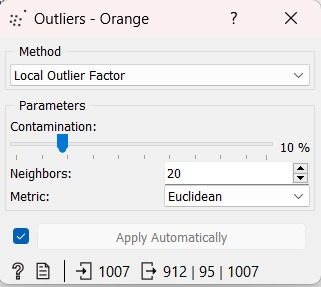 Outliers - Orange ? ×
Method
Local Outlier Factor
Parameters
Contamination:
10 %
Neighbors: 20
Metric: Euclidean
Apply Automatically
? 1007 912 | 95 | 1007